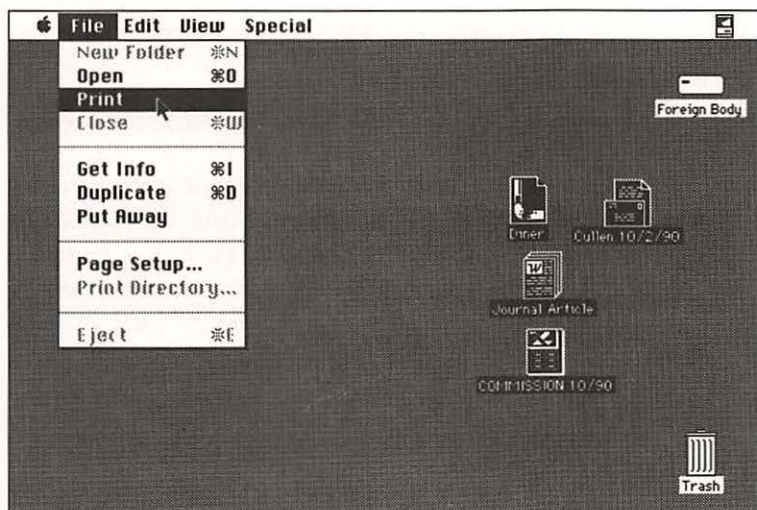 File Edit View Special
New Folder ⌘N
Open ⌘O
Print
Close ⌘W
Get Info ⌘I
Duplicate ⌘D
Put Away
Page Setup...
Print Directory...
Eject ⌘E
Foreign Body
Diner
Cullen 10/2/90
Journal Article
COMMISSION 10/90
Trash